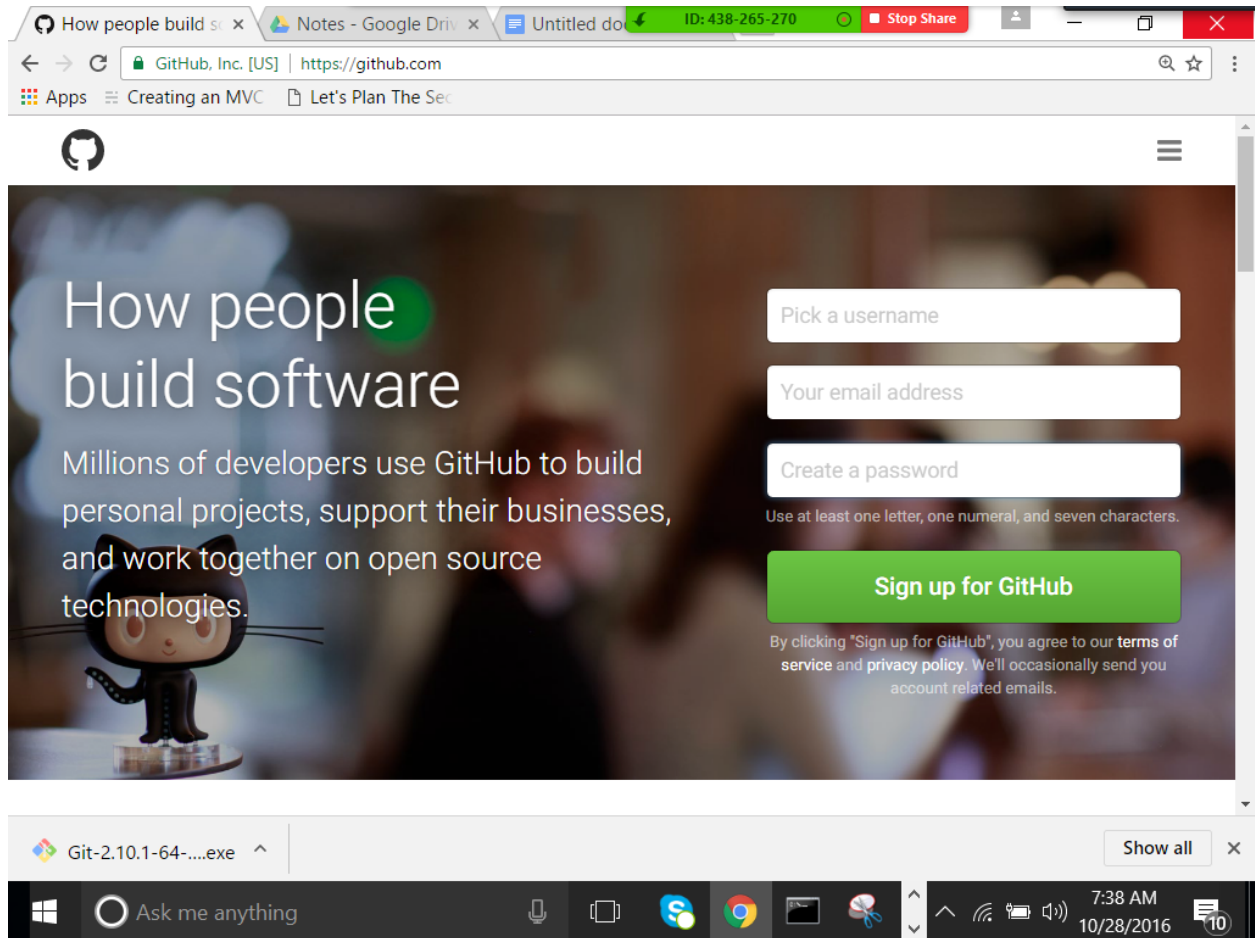 How people build so
Notes - Google Driv
Untitled do
ID: 438-265-270
Stop Share
GitHub, Inc. [US] | https://github.com
Apps
Creating an MVC
Let's Plan The Sec
How people
build software
Millions of developers use GitHub to build
personal projects, support their businesses,
and work together on open source
technologies.
Pick a username
Your email address
Create a password
Use at least one letter, one numeral, and seven characters.
Sign up for GitHub
By clicking "Sign up for GitHub", you agree to our terms of
service and privacy policy. We'll occasionally send you
account related emails.
Git-2.10.1-64-....exe
Show all
Ask me anything
7:38 AM
10/28/2016
10